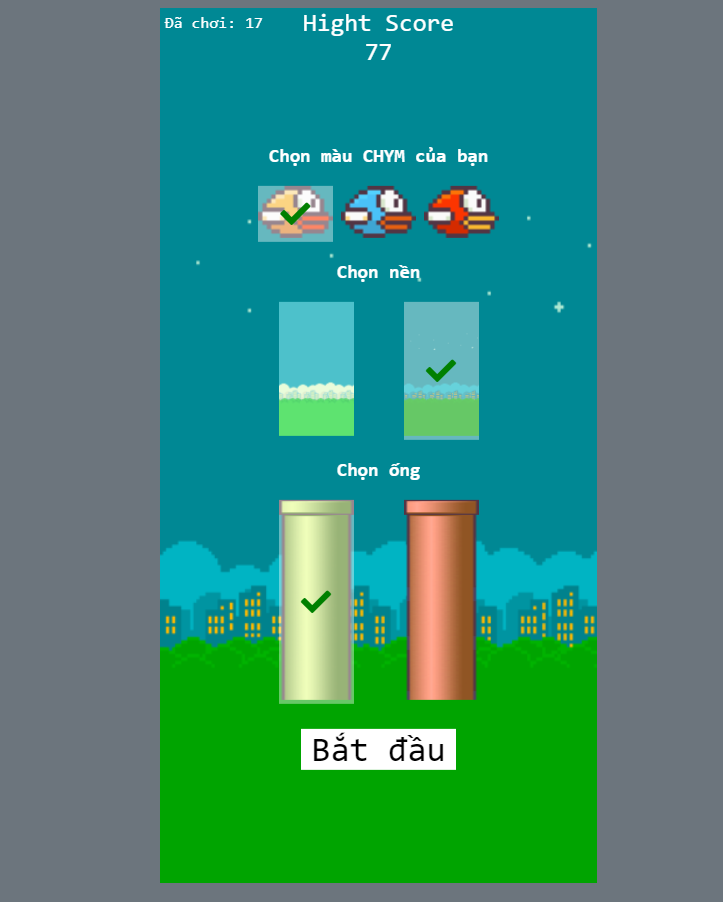 Đã chơi: 17
Hight Score
77
Chọn màu CHYM của bạn
Chọn nền
Chọn ống
Bắt đầu